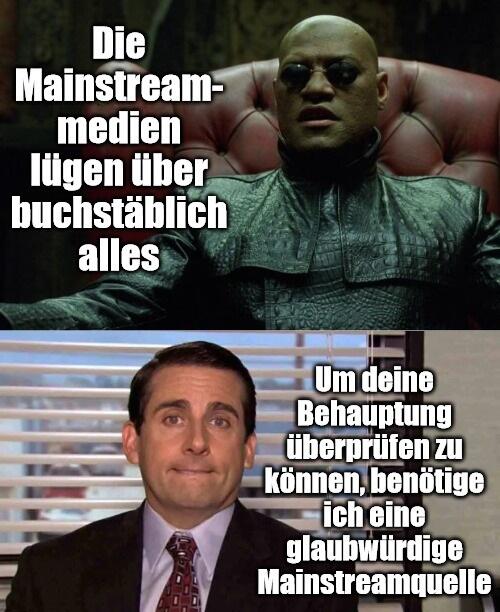 Die
Mainstream-
medien
lügen über
buchstäblich
alles
Um deine
Behauptung
überprüfen zu
können, benötige
ich eine
glaubwürdige
Mainstreamquelle